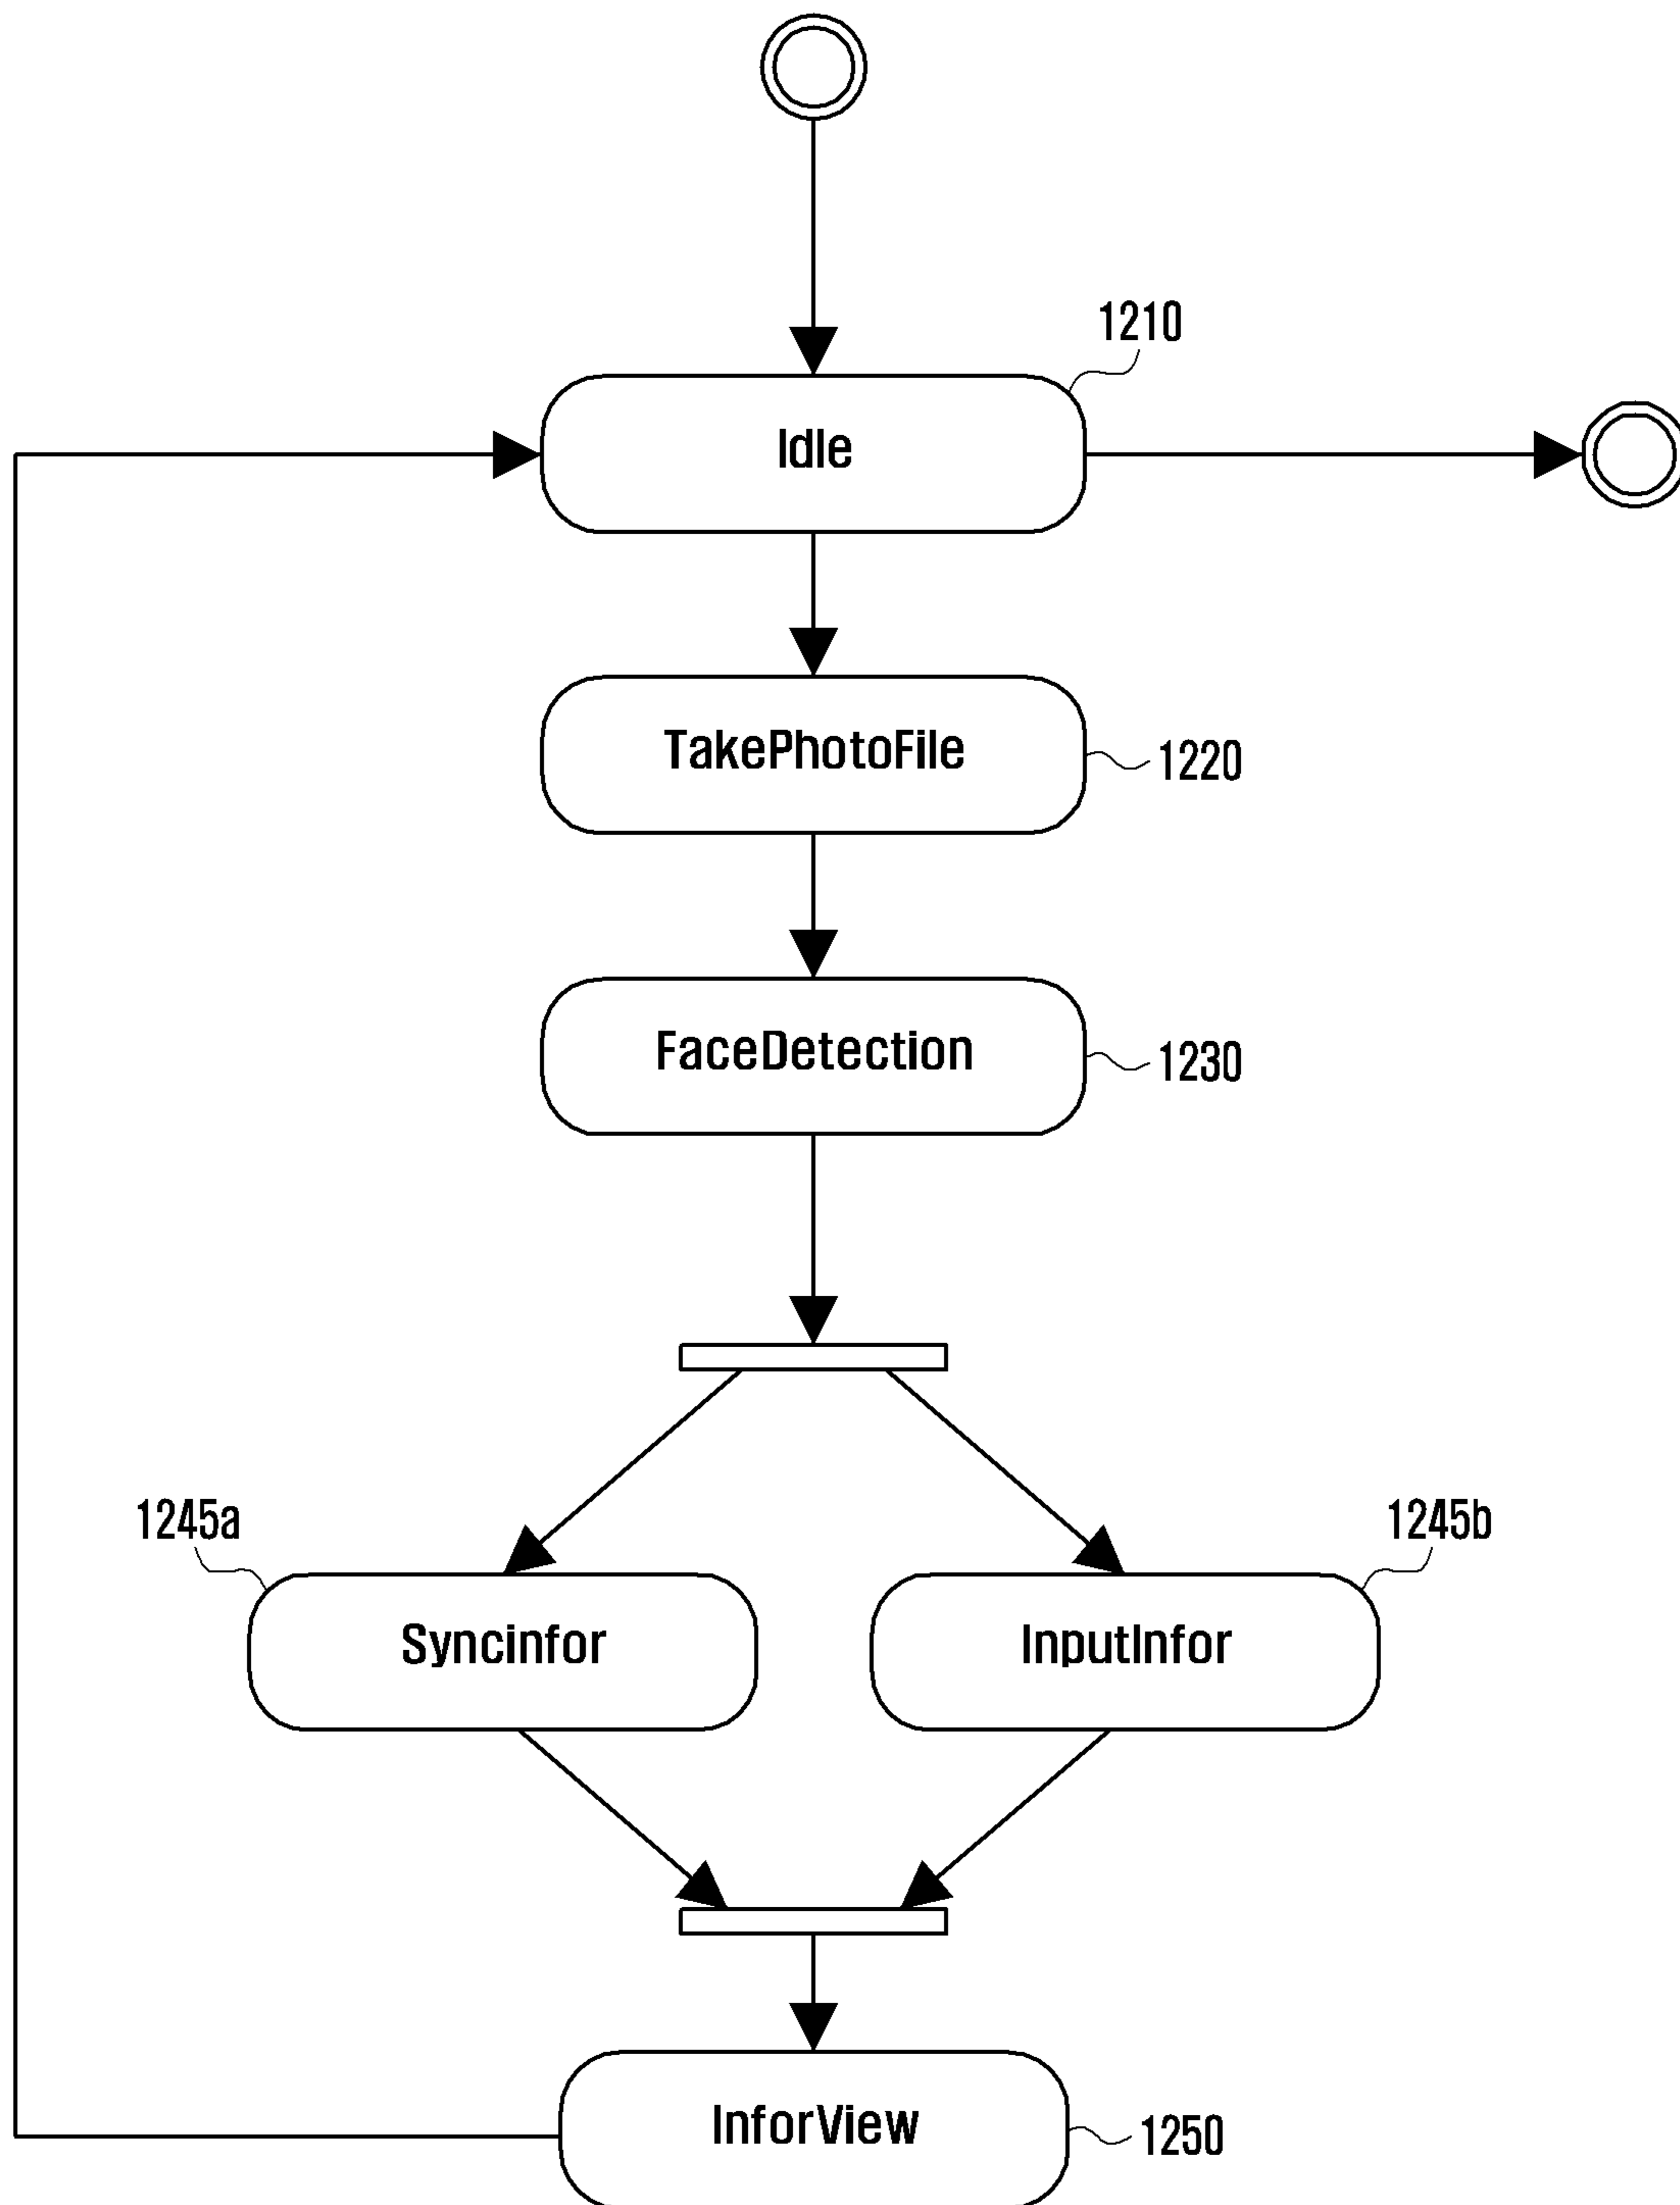 1210
Idle
TakePhotoFile
1220
FaceDetection
1230
1245a
1245b
Syncinfor
InputInfor
InforView
1250